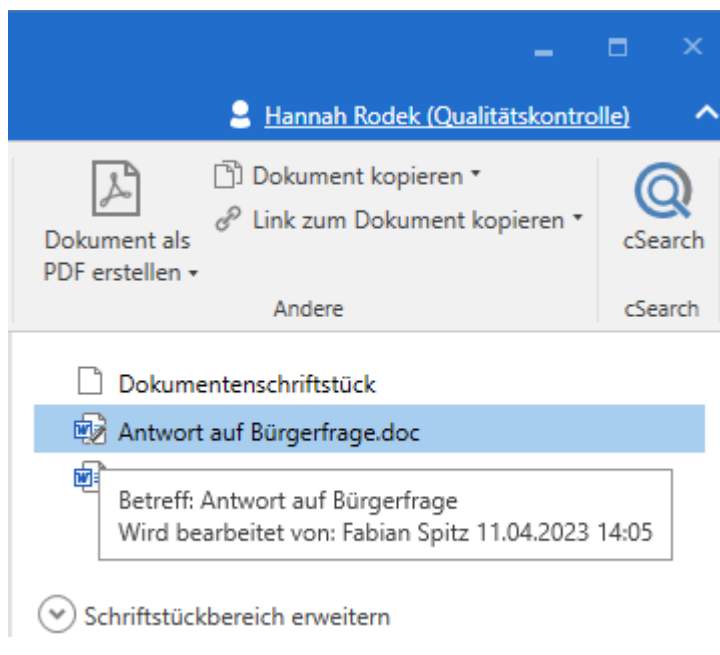 Hannah Rodek (Qualitätskontrolle)
Dokument als
PDF erstellen
Dokument kopieren
Link zum Dokument kopieren
Andere
cSearch
cSearch
Dokumentenschriftstück
Antwort auf Bürgerfrage.doc
Betreff: Antwort auf Bürgerfrage
Wird bearbeitet von: Fabian Spitz 11.04.2023 14:05
Schriftstückbereich erweitern